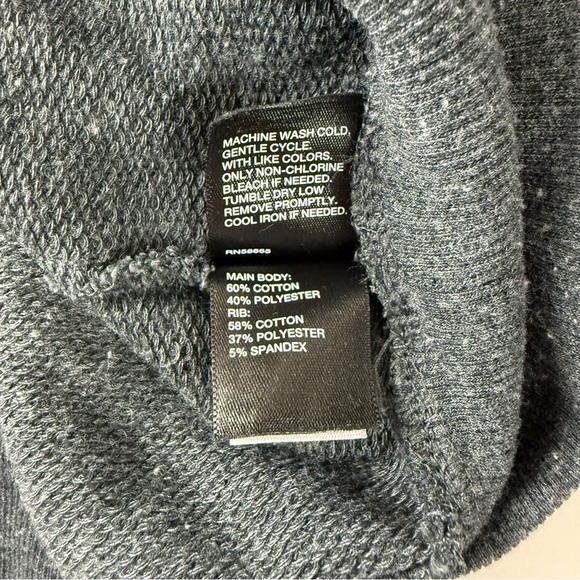 MACHINE WASH COLD,
GENTLE CYCLE.
WITH LIKE COLORS.
ONLY NON-CHLORINE
BLEACH IF NEEDED.
TUMBLE DRY LOW
REMOVE PROMPTLY.
COOL IRON IF NEEDED.
RN58665
MAIN BODY:
60% COTTON
40% POLYESTER
RIB:
58% COTTON
37% POLYESTER
5% SPANDEX